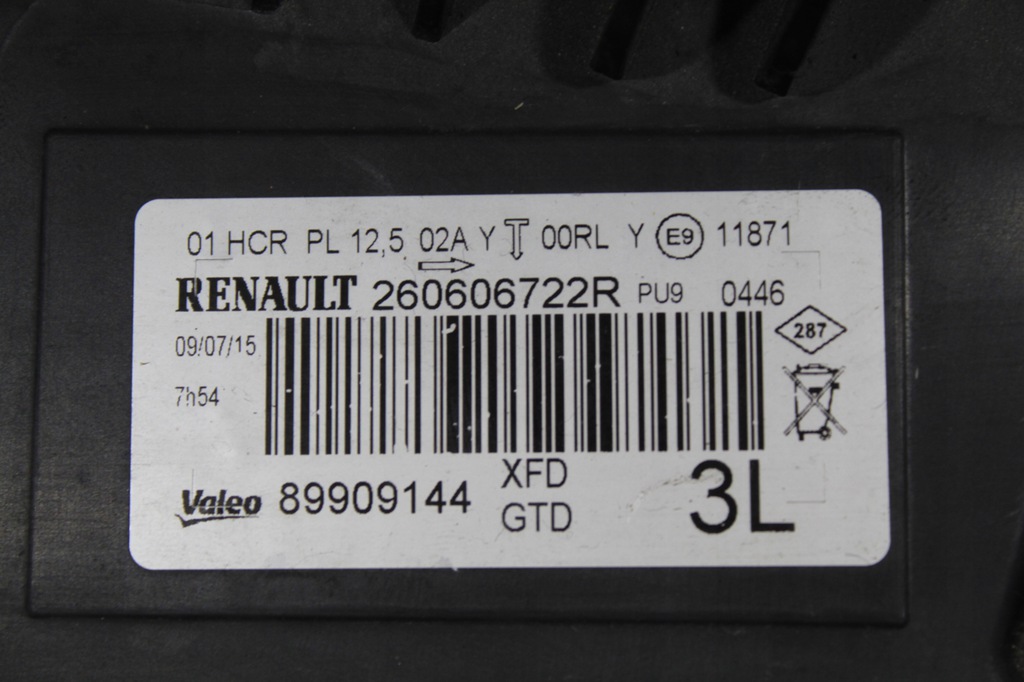 01 HCR PL 12,5 02A Y 00RL Y E9 11871
RENAULT 260606722R PU9 0446
09/07/15
287
7h54
Valeo 89909144 XFD
GTD
3L